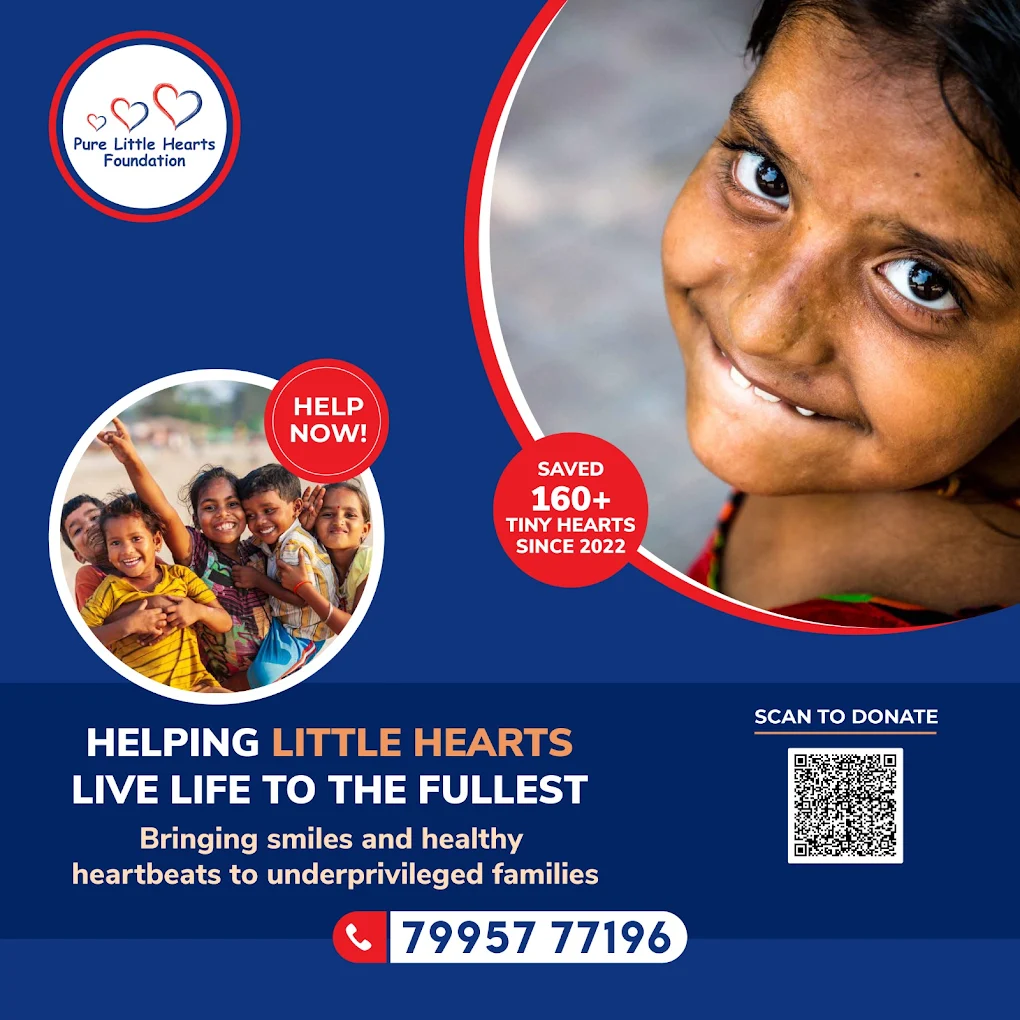 Pure Little Hearts
Foundation
HELP
NOW!
SAVED
160+
TINY HEARTS
SINCE 2022
HELPING LITTLE HEARTS
LIVE LIFE TO THE FULLEST
Bringing smiles and healthy
heartbeats to underprivileged families
SCAN TO DONATE
79957 77196